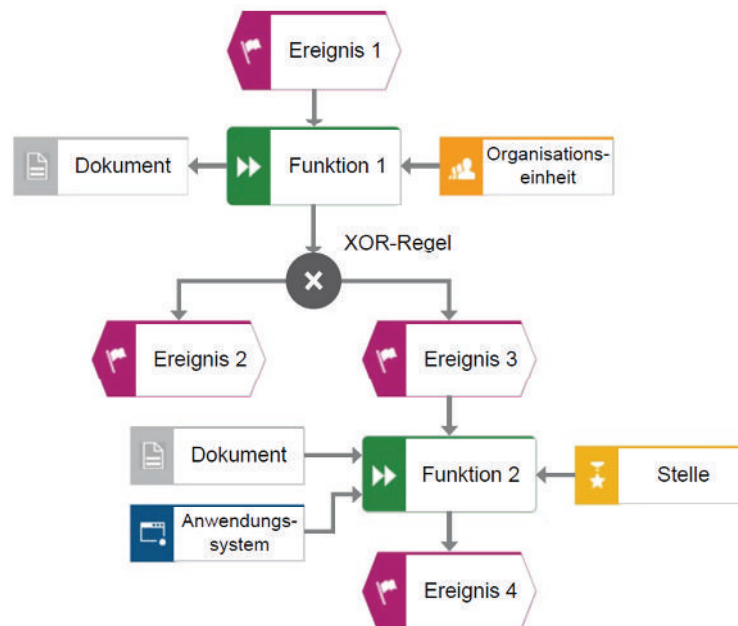 Ereignis 1
Dokument
Funktion 1
Organisations-
einheit
XOR-Regel
Ereignis 2
Ereignis 3
Dokument
Funktion 2
Stelle
Anwendungs-
system
Ereignis 4